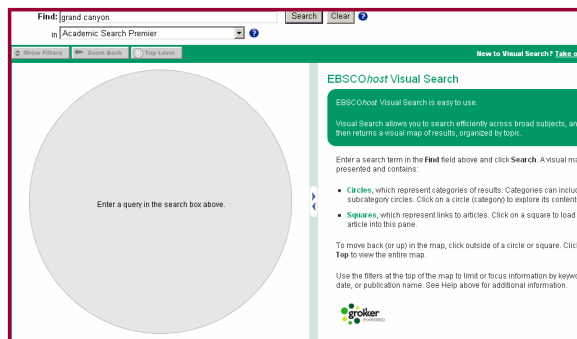 Find: grand canyon Search Clear ?
in Academic Search Premier ?
Show Filters Zoom Back Top Level New to Visual Search? Take
EBSCOhost Visual Search
EBSCOhost Visual Search is easy to use.
Visual Search allows you to search efficiently across broad subjects, an
then returns a visual map of results, organized by topic.
Enter a search term in the Find field above and click Search. A visual ma
presented and contains:
• Circles, which represent categories of results. Categories can includ
subcategory circles. Click on a circle (category) to explore its content
Enter a query in the search box above.
• Squares, which represent links to articles. Click on a square to load
article into this pane.
To move back (or up) in the map, click outside of a circle or square. Clic
Top to view the entire map.
Use the filters at the top of the map to limit or focus information by keywo
date, or publication name. See Help above for additional information.
groker
POWERED